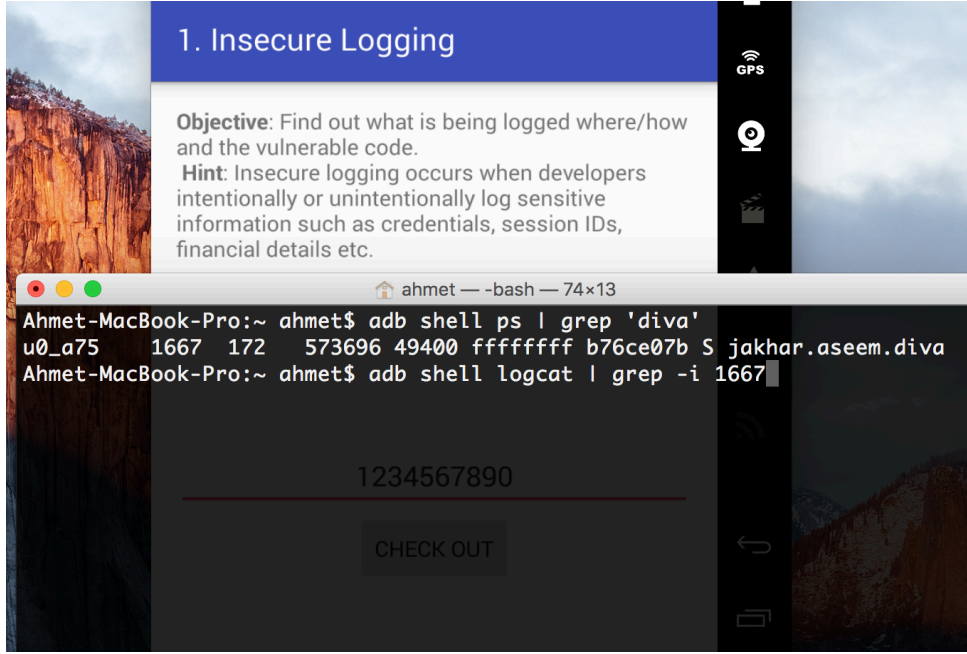 1. Insecure Logging
GPS
Objective: Find out what is being logged where/how
and the vulnerable code.
Hint: Insecure logging occurs when developers
intentionally or unintentionally log sensitive
information such as credentials, session IDs,
financial details etc.
ahmet — -bash — 74×13
Ahmet-MacBook-Pro:~ ahmet$ adb shell ps | grep 'diva'
u0_a75    1667  172   573696 49400 ffffffff b76ce07b S jakhar.aseem.diva
Ahmet-MacBook-Pro:~ ahmet$ adb shell logcat | grep -i 1667
1234567890
CHECK OUT